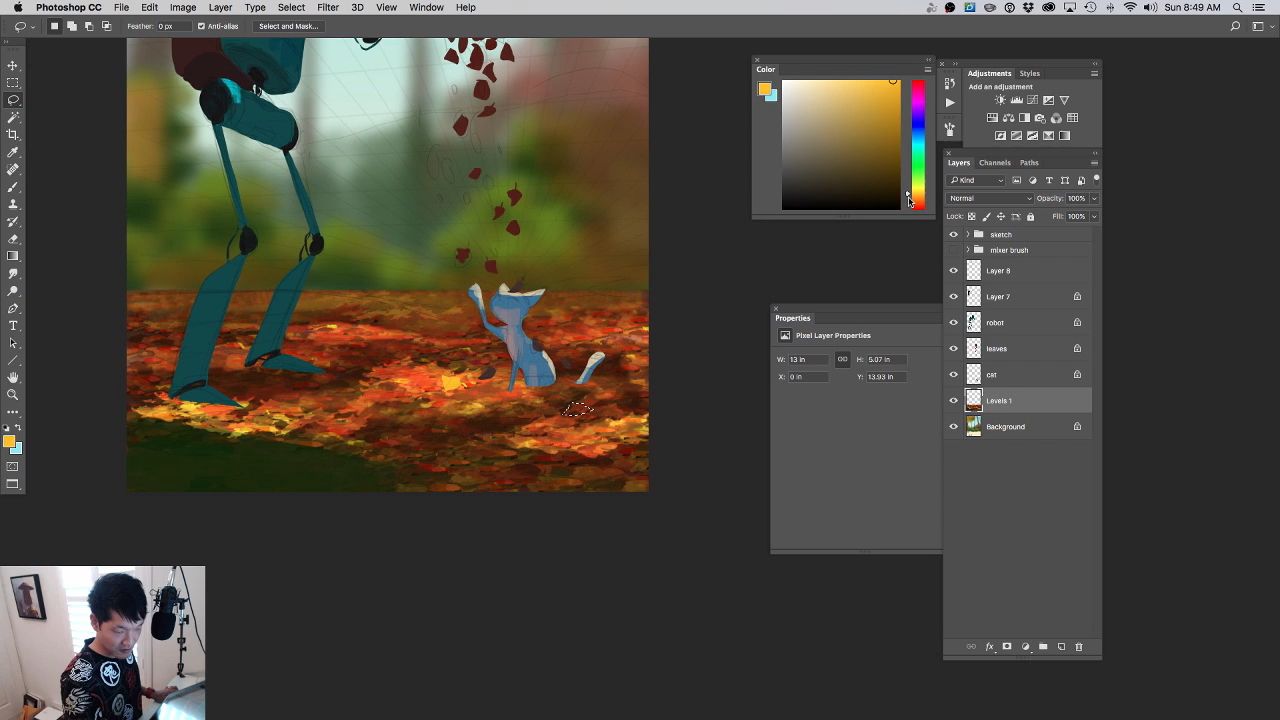 Photoshop CC File Edit Image Layer Type Select Filter 3D View Window Help Sun 8:49 AM
Feather: 0 px Anti-alias Select and Mask...
Color
Adjustments Styles
Add an adjustment
Layers Channels Paths
Kind
Normal Opacity: 100%
Lock: Fill: 100%
sketch
mixer brush
Layer 8
Layer 7
robot
leaves
cat
Levels 1
Background
Properties
Pixel Layer Properties
W: 13 in H: 5.07 in
X: 0 in Y: 13.93 in
fx